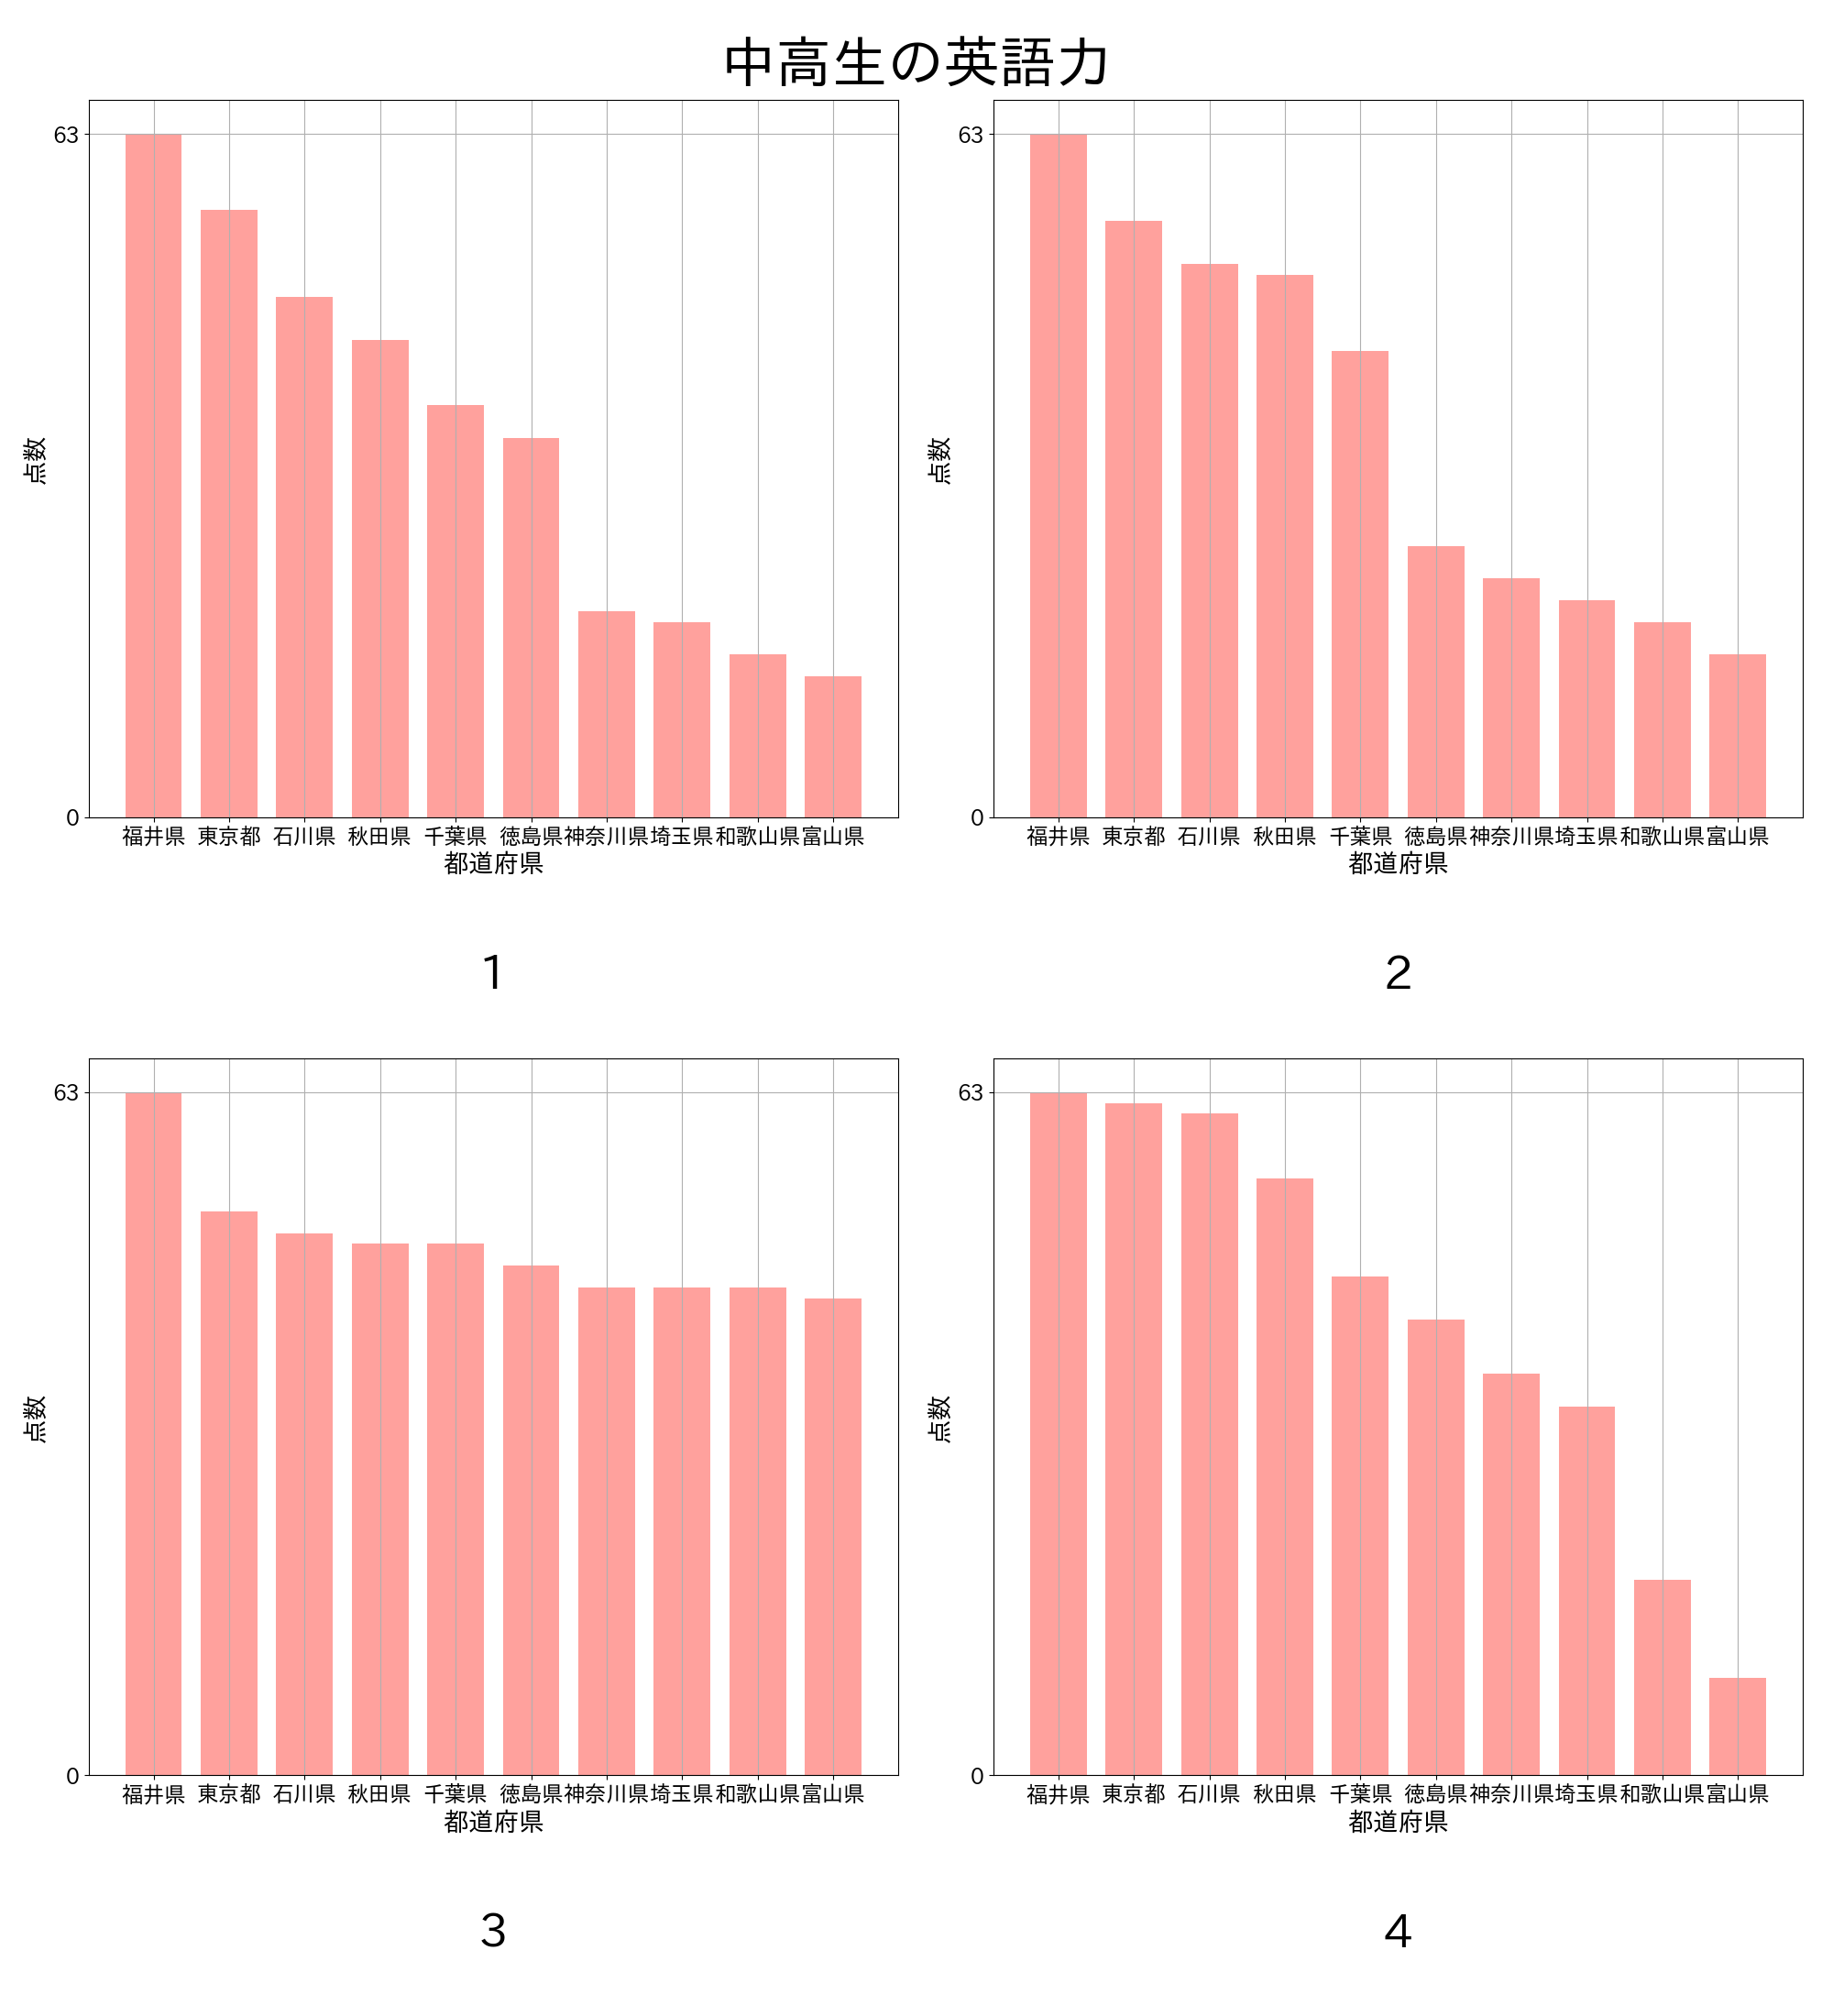 中高生の英語力
63
0
点数
福井県 東京都 石川県 秋田県 千葉県 徳島県 神奈川県 埼玉県 和歌山県 富山県
都道府県
1
63
0
点数
福井県 東京都 石川県 秋田県 千葉県 徳島県 神奈川県 埼玉県 和歌山県 富山県
都道府県
2
63
0
点数
福井県 東京都 石川県 秋田県 千葉県 徳島県 神奈川県 埼玉県 和歌山県 富山県
都道府県
3
63
0
点数
福井県 東京都 石川県 秋田県 千葉県 徳島県 神奈川県 埼玉県 和歌山県 富山県
都道府県
4